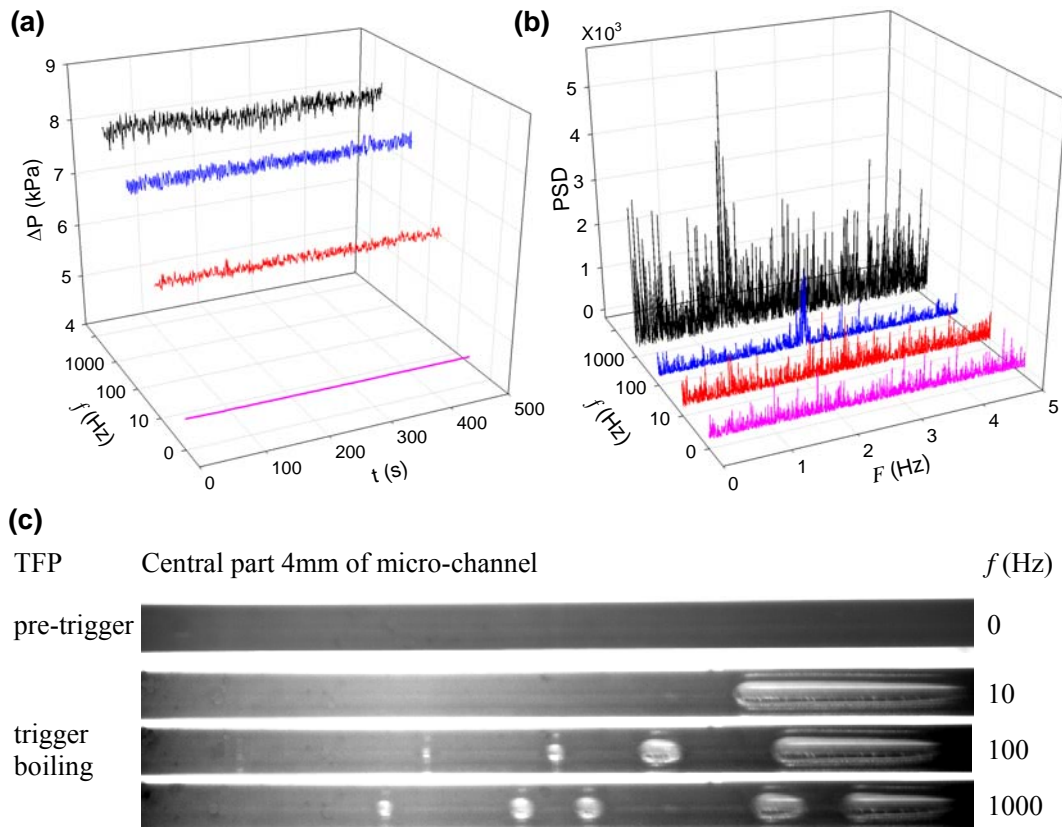 (a)
9
8
7
6
5
4
ΔP (kPa)
1000
100
10
0
f (Hz)
0
100
200
300
400
500
t (s)
(b)
X10³
5
4
3
2
1
0
PSD
1000
100
10
0
f (Hz)
0
1
2
3
4
5
F (Hz)
(c)
TFP Central part 4mm of micro-channel f (Hz)
pre-trigger 0
10
trigger
boiling
100
1000